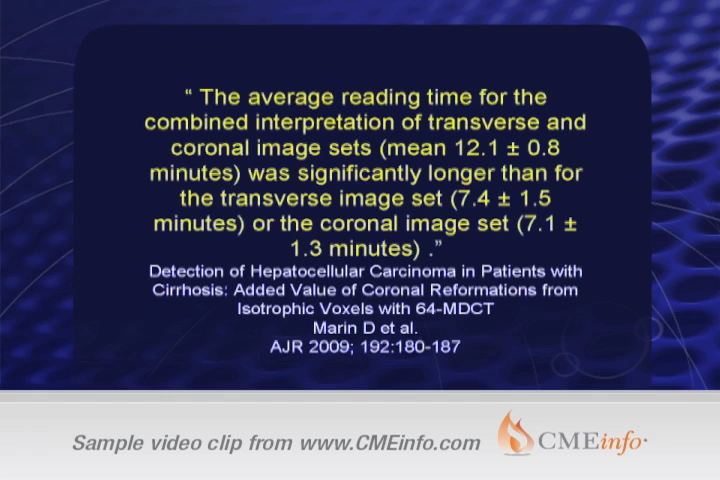 “ The average reading time for the
combined interpretation of transverse and
coronal image sets (mean 12.1 ± 0.8
minutes) was significantly longer than for
the transverse image set (7.4 ± 1.5
minutes) or the coronal image set (7.1 ±
1.3 minutes) .”
Detection of Hepatocellular Carcinoma in Patients with
Cirrhosis: Added Value of Coronal Reformations from
Isotrophic Voxels with 64-MDCT
Marin D et al.
AJR 2009; 192:180-187
Sample video clip from www.CMEinfo.com
CMEinfo